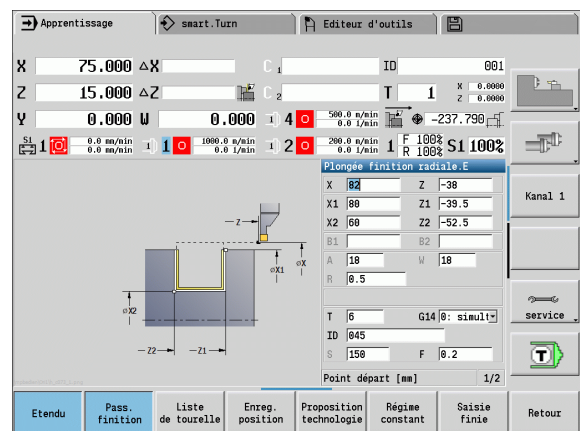 Apprentissage smart.Turn Editeur d'outils
X 75.000 △X C 1 ID 001
Z 15.000 △Z C 2 T 1 X 0.0000 Z 0.0000
Y 0.000 W 0.000 4 500.0 m/min 0.0 1/min -237.790
S1 1 0.0 mm/min 0.0 mm/min 1 1000.0 m/min 0.0 1/min 2 200.0 m/min 0.0 1/min 1 F 100% R 100% S1 100%
Plongée finition radiale.E
X 82 Z -38
X1 80 Z1 -39.5
X2 60 Z2 -52.5
B1 B2
A 18 W 18
R 0.5
T 6 G14 0: simult
ID 045
S 150 F 0.2
Point départ [mm] 1/2
Z
øX1
øX
øX2
Z2
Z1
Kanal 1
service
T
Etendu
Pass. finition
Liste de tourelle
Enreg. position
Proposition technologie
Régime constant
Saisie finie
Retour